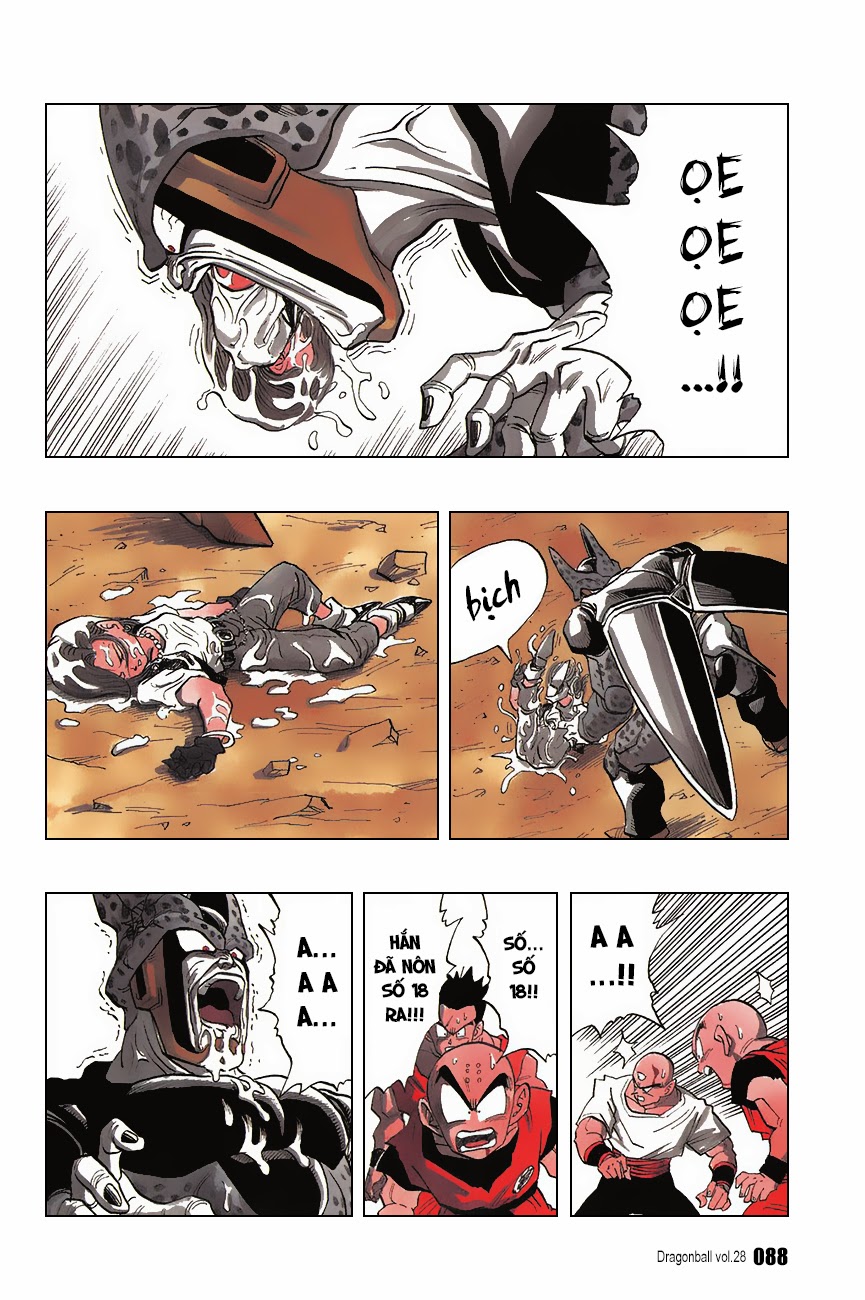 ỌE
ỌE
ỌE
...!!
bịch
A A
...!!
SỐ...
SỐ
18!!
HẮN
ĐÃ NÔN
SỐ 18
RA!!!
A...
A A
A...
Dragonball vol.28 088